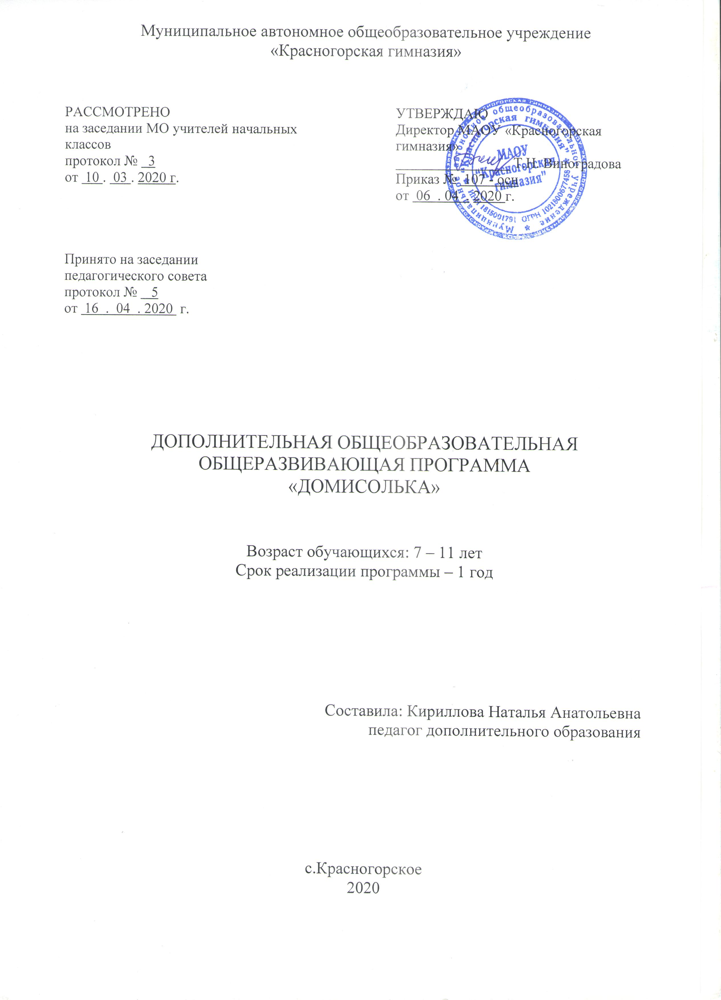 Муниципальное автономное общеобразовательное учреждение
«Красногорская гимназия»
РАССМОТРЕНО
на заседании МО учителей начальных
классов
протокол № 3
от 10 . 03 . 2020 г.
УТВЕРЖДАЮ
Директор МАОУ «Красногорская
гимназия»
Т.Н. Виноградова
Приказ № 107 - осн
от 06 . 04 . 2020 г.
Муниципальное автономное общеобразовательное учреждение
“Красногорская гимназия”
ИНН 1815001791 ОГРН 1021800677458
МАОУ
“Красногорская
гимназия”
Принято на заседании
педагогического совета
протокол № 5
от 16 . 04 . 2020 г.
ДОПОЛНИТЕЛЬНАЯ ОБЩЕОБРАЗОВАТЕЛЬНАЯ
ОБЩЕРАЗВИВАЮЩАЯ ПРОГРАММА
«ДОМИСОЛЬКА»
Возраст обучающихся: 7 – 11 лет
Срок реализации программы – 1 год
Составила: Кириллова Наталья Анатольевна
педагог дополнительного образования
с.Красногорское
2020